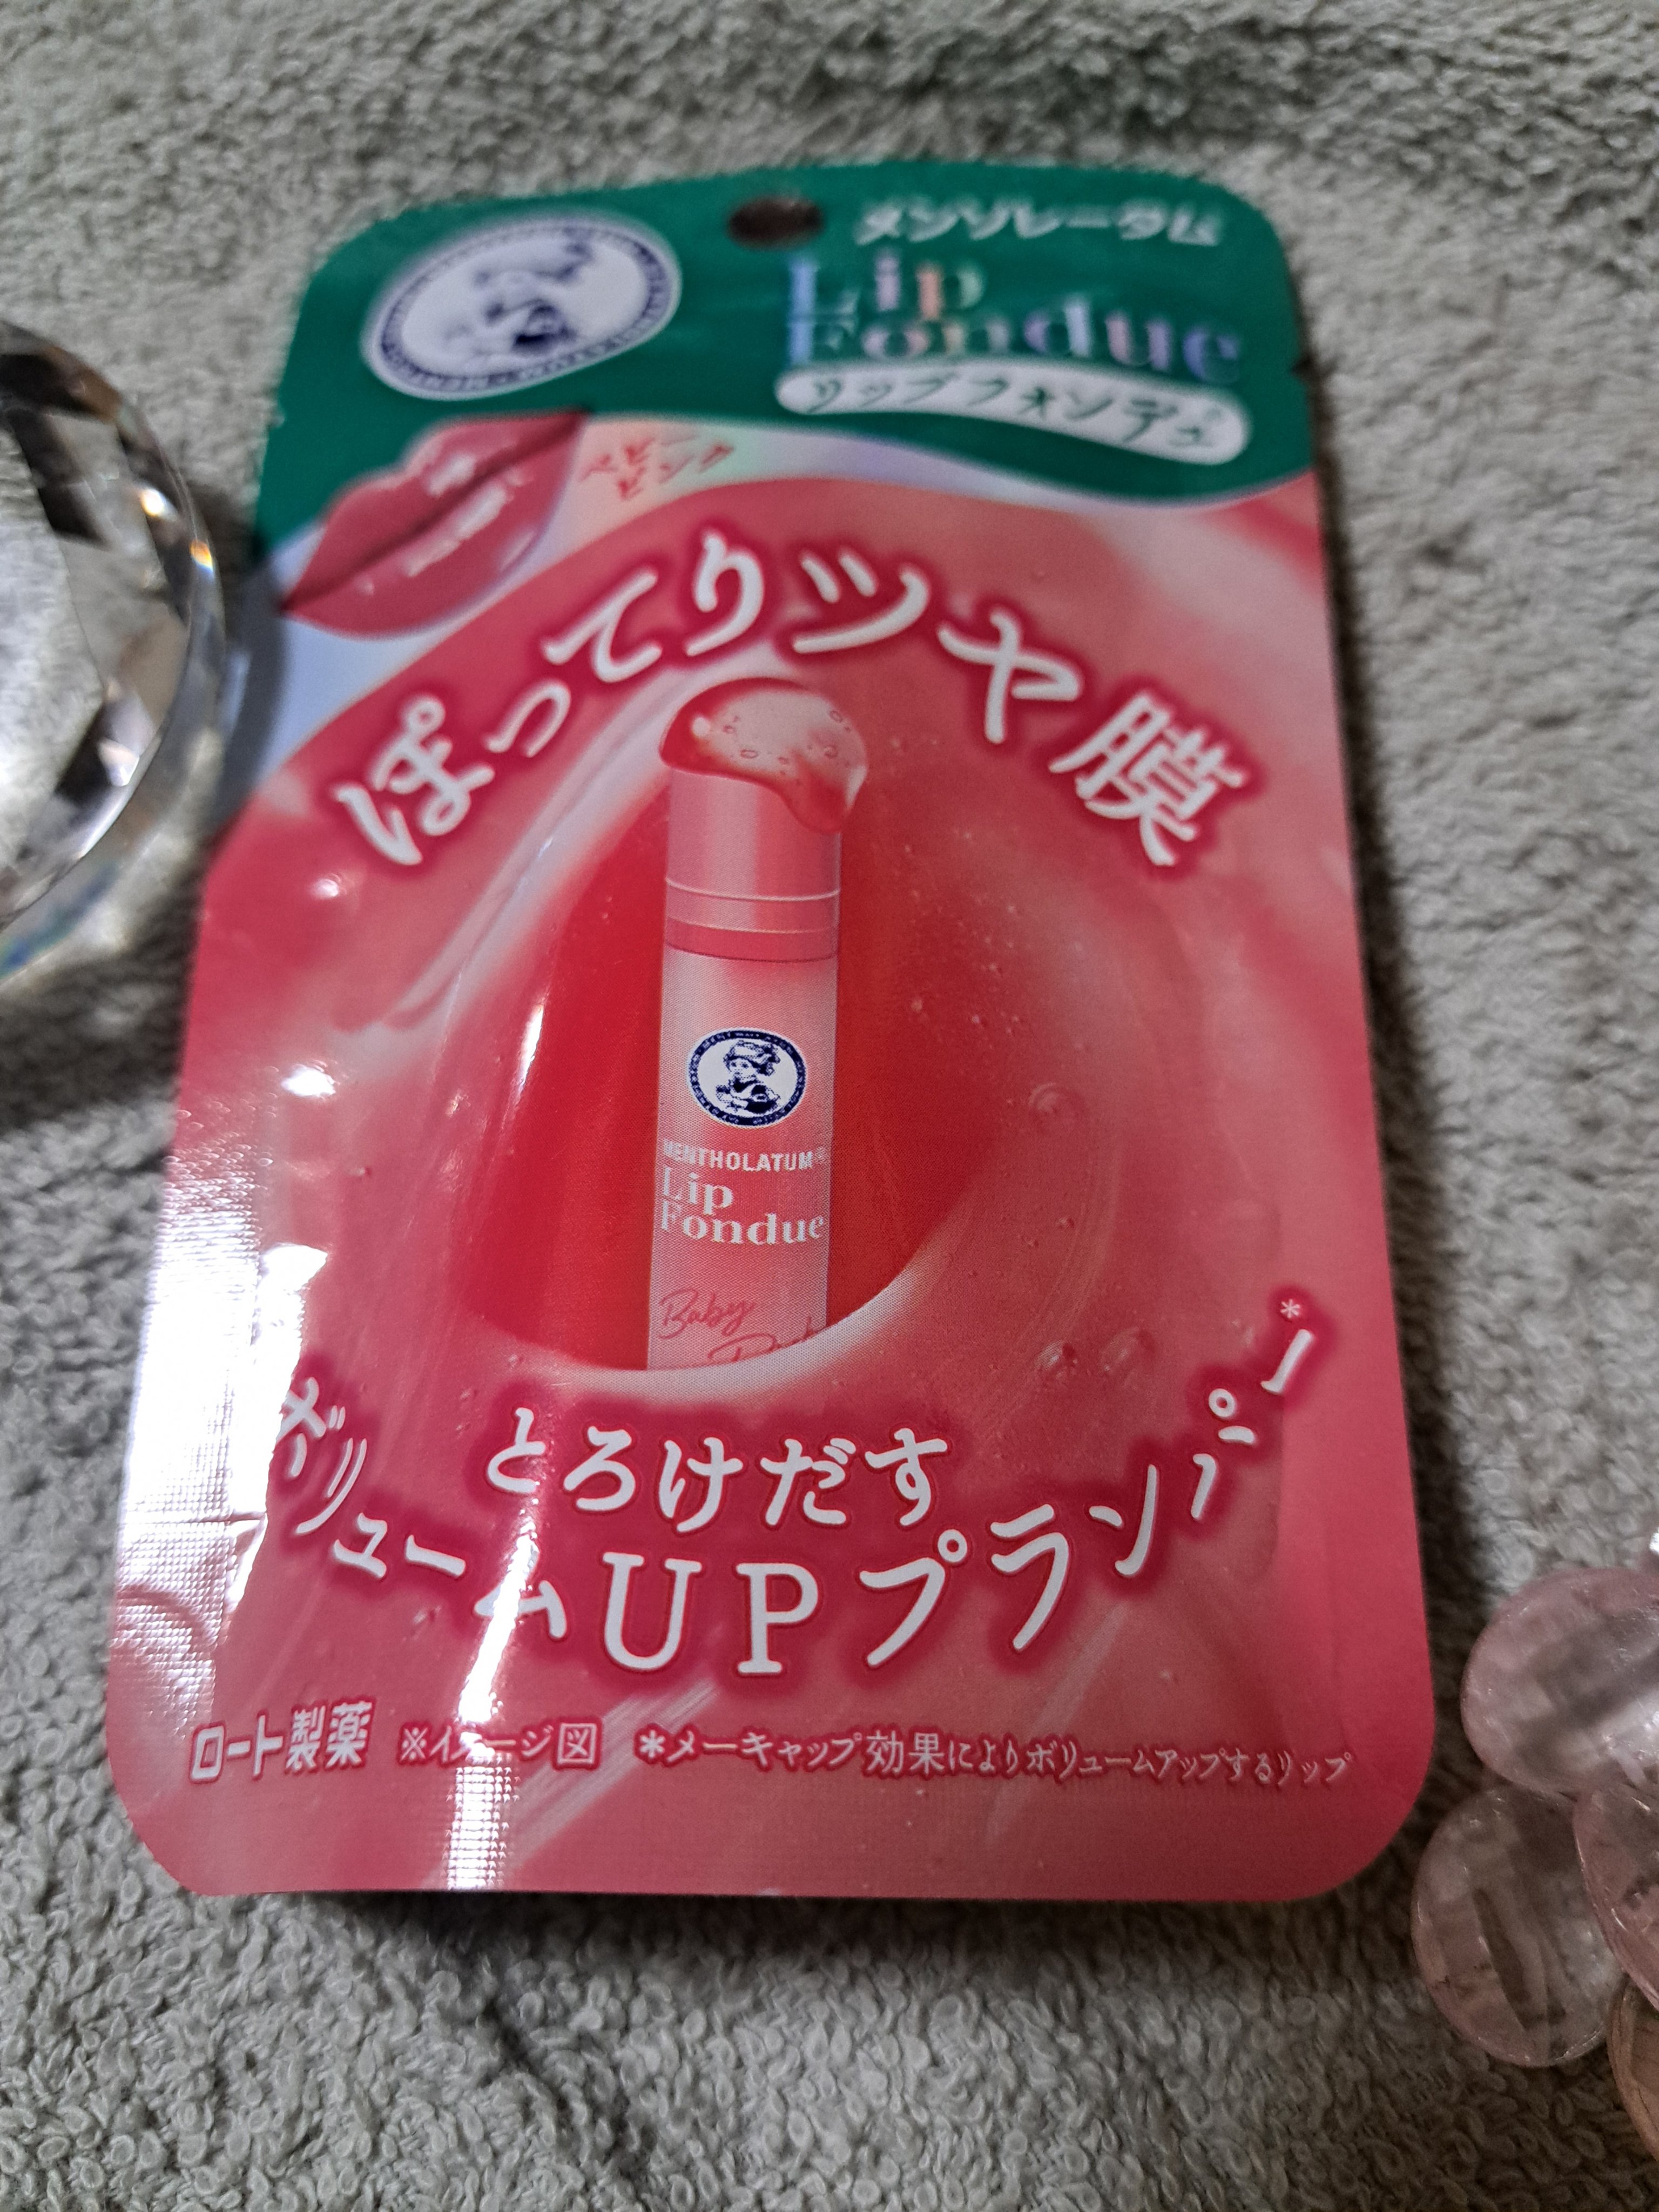 メンソレータム
Lip
Fondue
リップフォンデュ
ベビー
ピンク
ぽってりツヤ膜
MENTHOLATUM®
Lip
Fondue
Baby
とろけだす
ボリュームUPプランパー*
ロート製薬 ※イメージ図 *メーキャップ効果によりボリュームアップするリップ